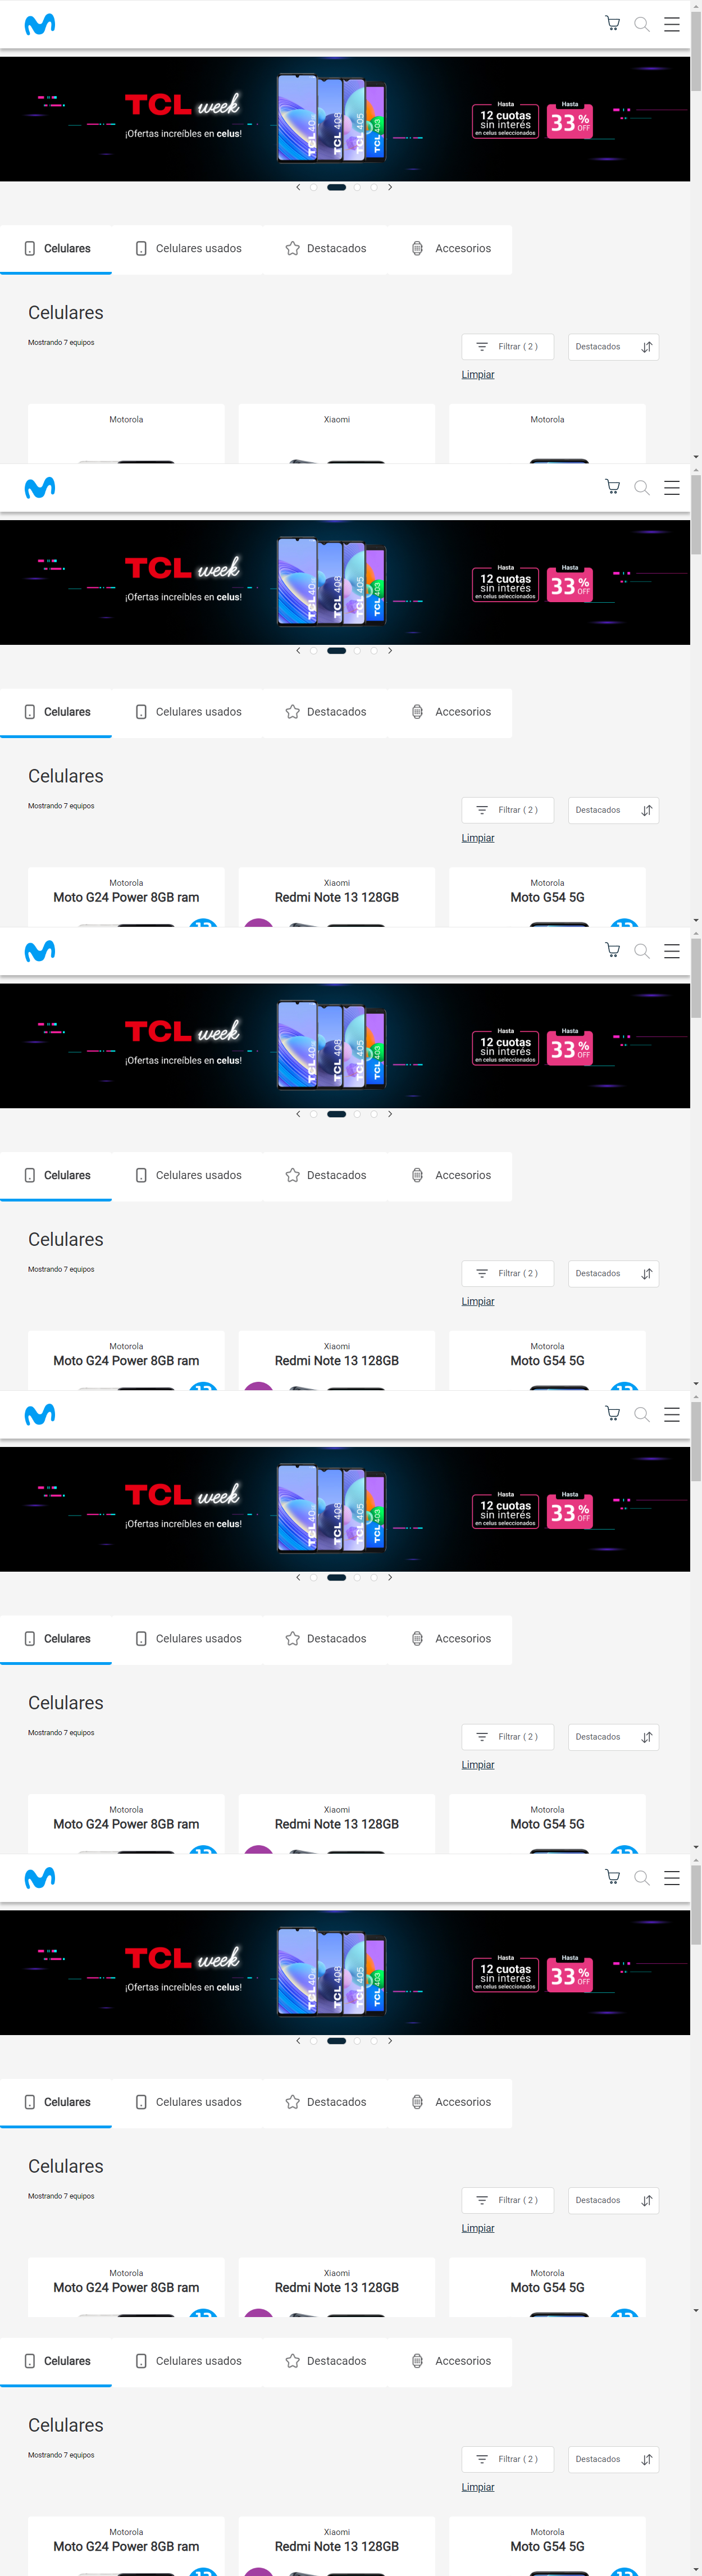 TCL week
¡Ofertas increíbles en celus!
TCL 40
TCL 408
TCL 405
TCL 403
Hasta
12 cuotas
sin interés
en celus seleccionados
Hasta
33% OFF
Celulares
Celulares usados
Destacados
Accesorios
Celulares
Mostrando 7 equipos
Filtrar ( 2 )
Destacados
Limpiar
Motorola
Xiaomi
Motorola
TCL week
¡Ofertas increíbles en celus!
TCL 40
TCL 408
TCL 405
TCL 403
Hasta
12 cuotas
sin interés
en celus seleccionados
Hasta
33% OFF
Celulares
Celulares usados
Destacados
Accesorios
Celulares
Mostrando 7 equipos
Filtrar ( 2 )
Destacados
Limpiar
Motorola
Moto G24 Power 8GB ram
Xiaomi
Redmi Note 13 128GB
Motorola
Moto G54 5G
TCL week
¡Ofertas increíbles en celus!
TCL 40
TCL 408
TCL 405
TCL 403
Hasta
12 cuotas
sin interés
en celus seleccionados
Hasta
33% OFF
Celulares
Celulares usados
Destacados
Accesorios
Celulares
Mostrando 7 equipos
Filtrar ( 2 )
Destacados
Limpiar
Motorola
Moto G24 Power 8GB ram
Xiaomi
Redmi Note 13 128GB
Motorola
Moto G54 5G
TCL week
¡Ofertas increíbles en celus!
TCL 40
TCL 408
TCL 405
TCL 403
Hasta
12 cuotas
sin interés
en celus seleccionados
Hasta
33% OFF
Celulares
Celulares usados
Destacados
Accesorios
Celulares
Mostrando 7 equipos
Filtrar ( 2 )
Destacados
Limpiar
Motorola
Moto G24 Power 8GB ram
Xiaomi
Redmi Note 13 128GB
Motorola
Moto G54 5G
TCL week
¡Ofertas increíbles en celus!
TCL 40
TCL 408
TCL 405
TCL 403
Hasta
12 cuotas
sin interés
en celus seleccionados
Hasta
33% OFF
Celulares
Celulares usados
Destacados
Accesorios
Celulares
Mostrando 7 equipos
Filtrar ( 2 )
Destacados
Limpiar
Motorola
Moto G24 Power 8GB ram
Xiaomi
Redmi Note 13 128GB
Motorola
Moto G54 5G
Celulares
Celulares usados
Destacados
Accesorios
Celulares
Mostrando 7 equipos
Filtrar ( 2 )
Destacados
Limpiar
Motorola
Moto G24 Power 8GB ram
Xiaomi
Redmi Note 13 128GB
Motorola
Moto G54 5G